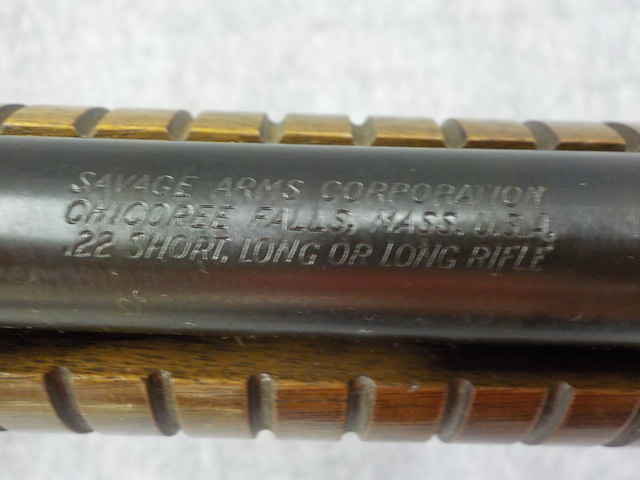 SAVAGE ARMS CORPORATION
CHICOPEE FALLS, MASS. U.S.A.
.22 SHORT, LONG OR LONG RIFLE